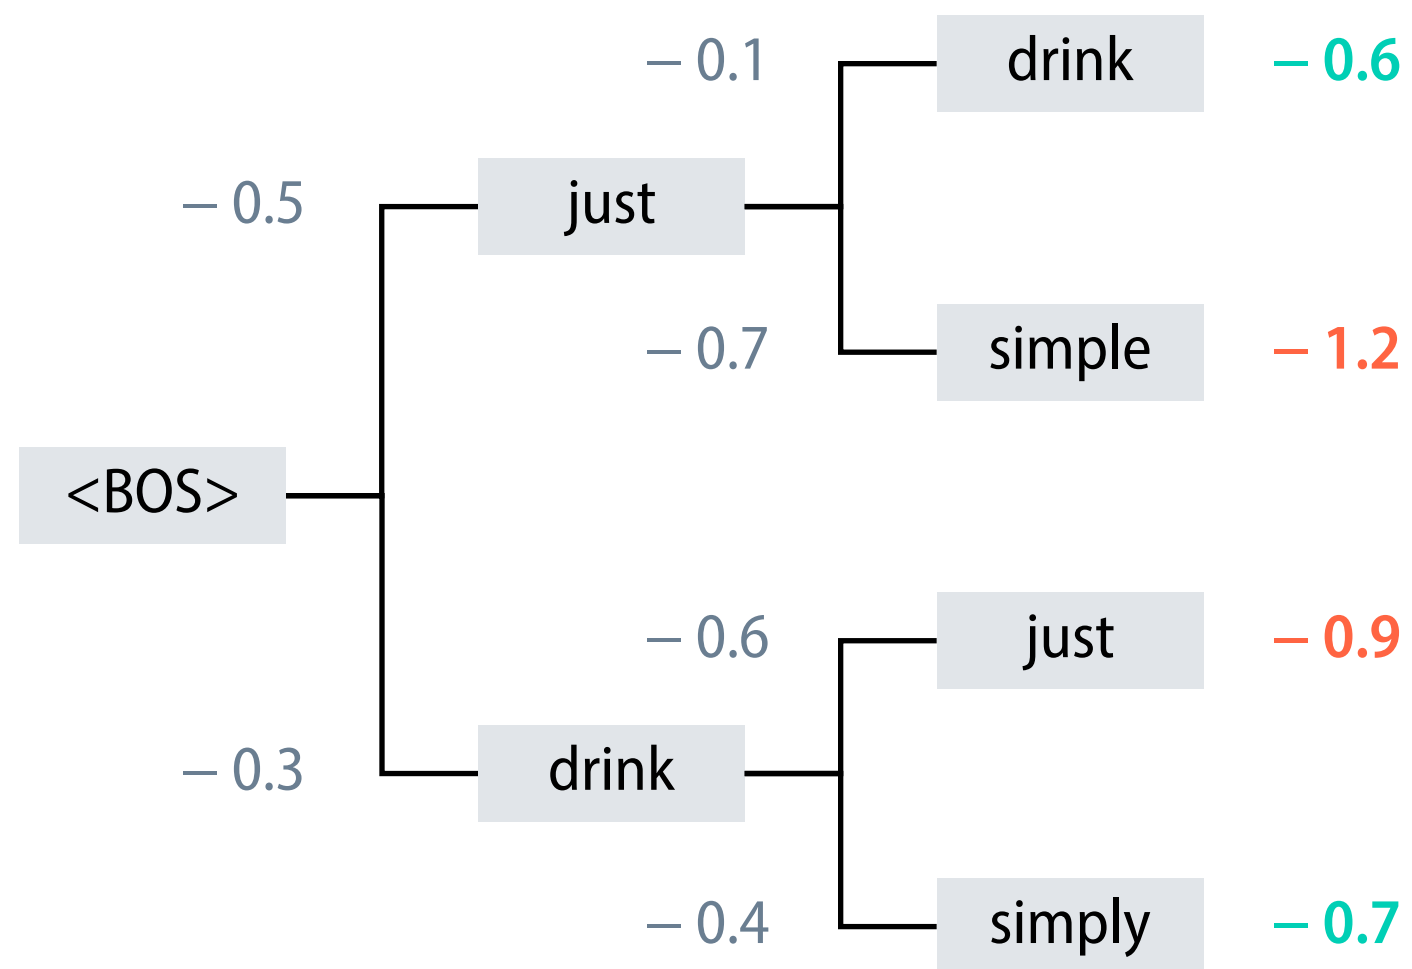 − 0.1
drink
− 0.6
− 0.5
just
− 0.7
simple
− 1.2
<BOS>
− 0.6
just
− 0.9
− 0.3
drink
− 0.4
simply
− 0.7